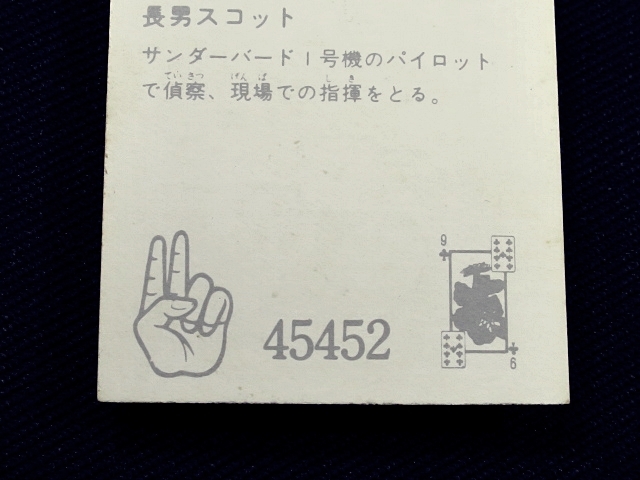 長男スコット
サンダーバード1号機のパイロット
ていさつ げんば しき
で偵察、現場での指揮をとる。
45452
9
9